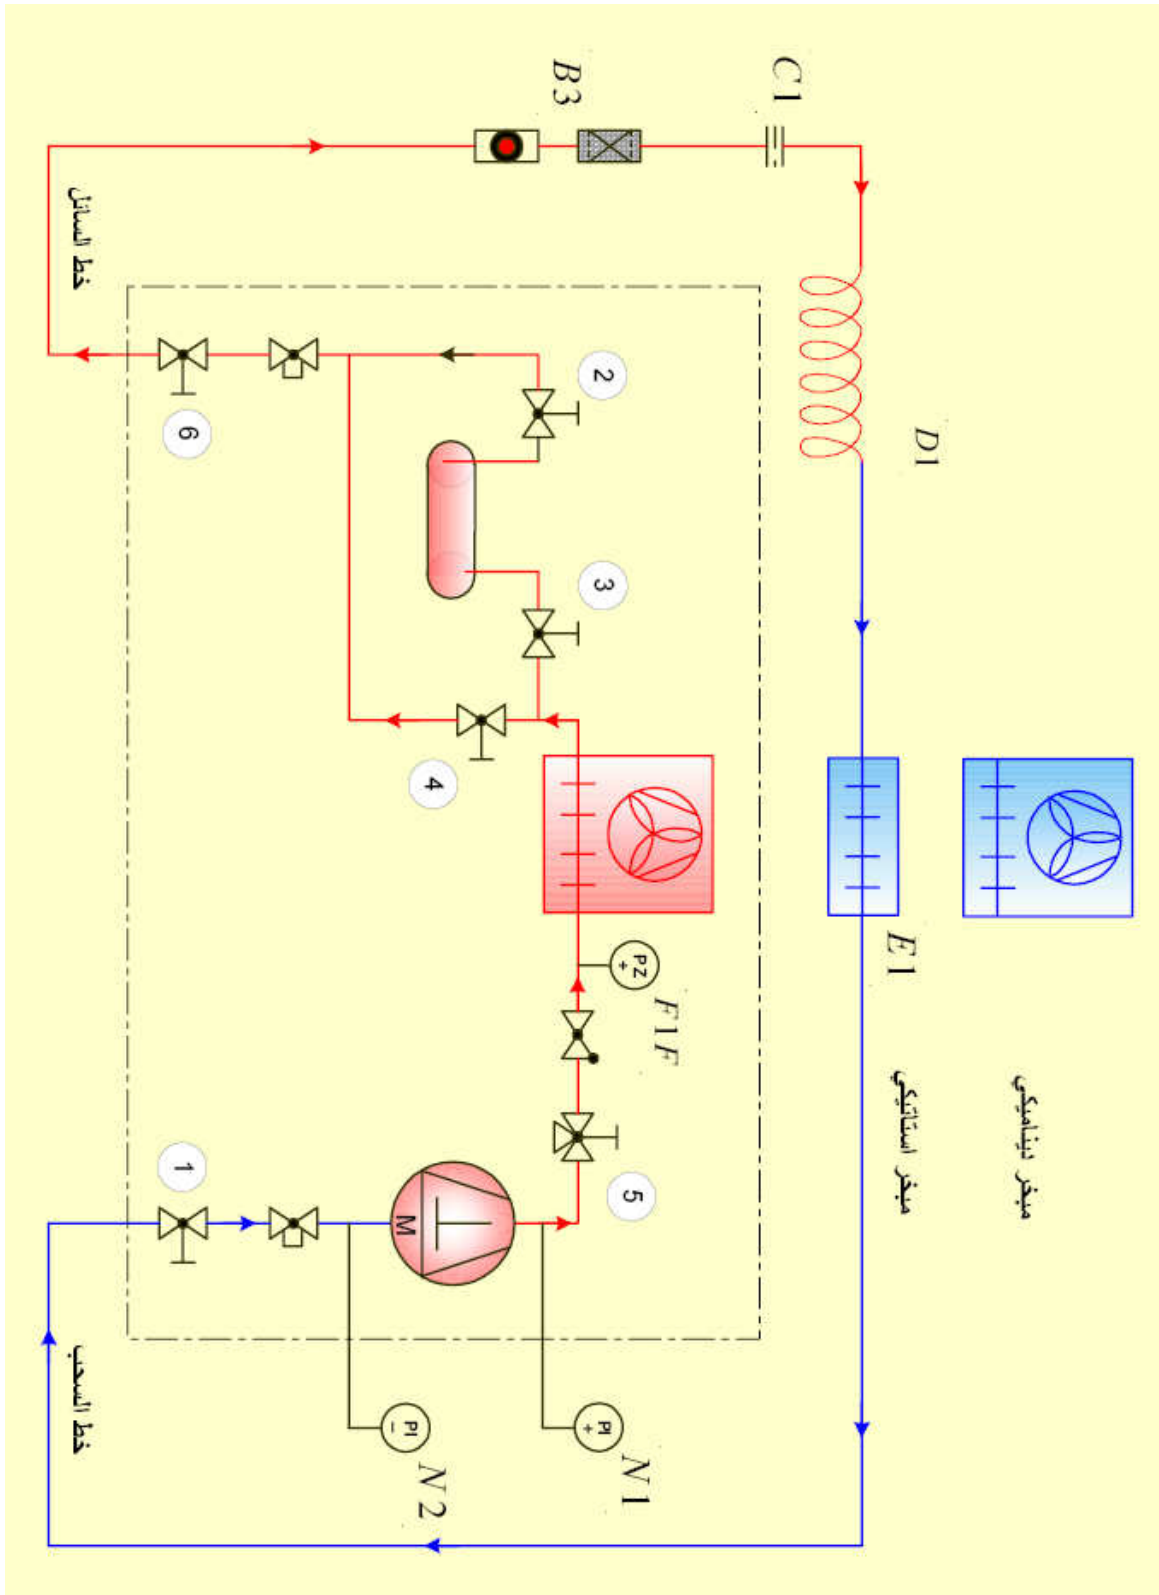 مبخر ديناميكي
D1
E1
مبخر استاتيكي
C1
F1F
PZ
+
5
N1
2
3
PI
+
B3
4
N2
PI
−
M
6
1
خط السائل
خط السحب